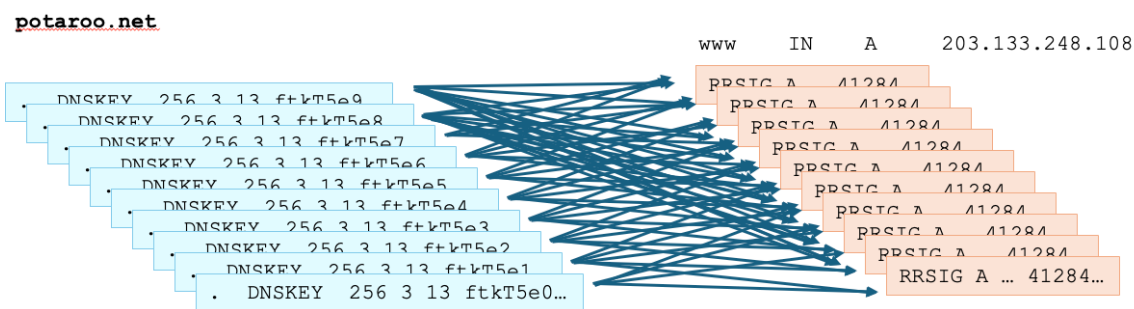 potaroo.net
www IN A 203.133.248.108
. DNSKEY 256 3 13 ftkT5e9
. DNSKEY 256 3 13 ftkT5e8
DNSKEY 256 3 13 ftkT5e7
. DNSKEY 256 3 13 ftkT5e6
DNSKEY 256 3 13 ftkT5e5
. DNSKEY 256 3 13 ftkT5e4
DNSKEY 256 3 13 ftkT5e3
. DNSKEY 256 3 13 ftkT5e2
. DNSKEY 256 3 13 ftkT5e1
. DNSKEY 256 3 13 ftkT5e0…
RRSIG A 41284
RRSIG A 41284
RRSIG A 41284
RRSIG A 41284
RRSIG A 41284
RRSIG A 41284
RRSIG A 41284
RRSIG A 41284
RRSIG A 41284
RRSIG A … 41284…